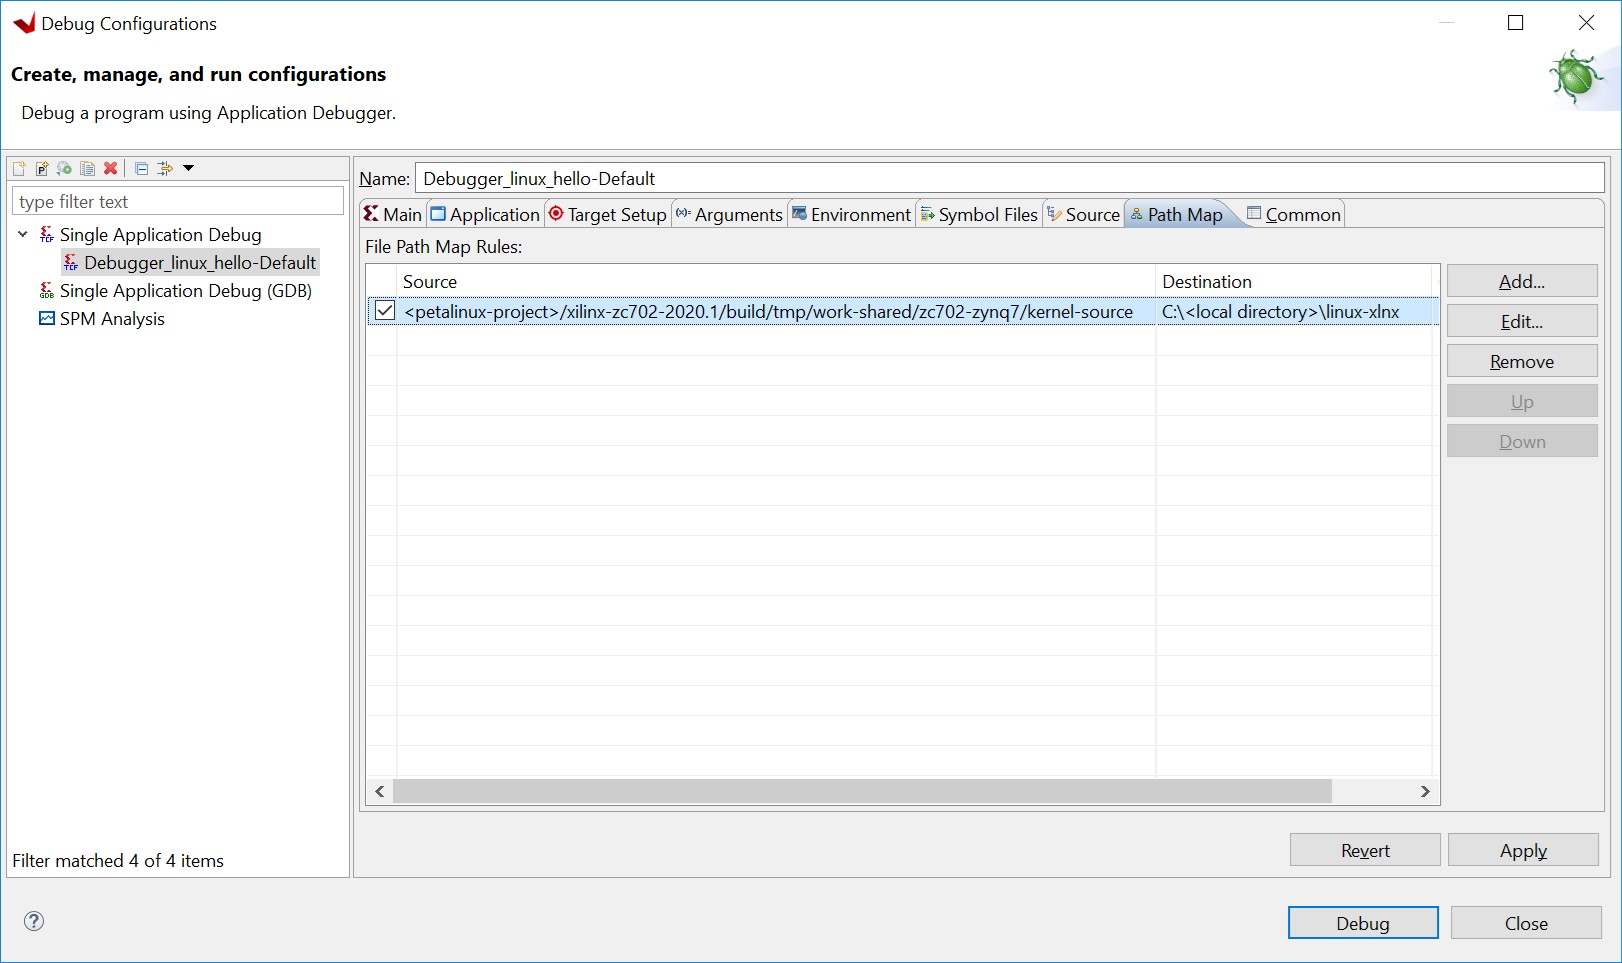 Debug Configurations
Create, manage, and run configurations
Debug a program using Application Debugger.
type filter text
Single Application Debug
Debugger_linux_hello-Default
Single Application Debug (GDB)
SPM Analysis
Filter matched 4 of 4 items
Name: Debugger_linux_hello-Default
Main Application Target Setup Arguments Environment Symbol Files Source Path Map Common
File Path Map Rules:
Source Destination
<petalinux-project>/xilinx-zc702-2020.1/build/tmp/work-shared/zc702-zynq7/kernel-source C:\<local directory>\linux-xlnx
Add...
Edit...
Remove
Up
Down
Revert Apply
Debug Close